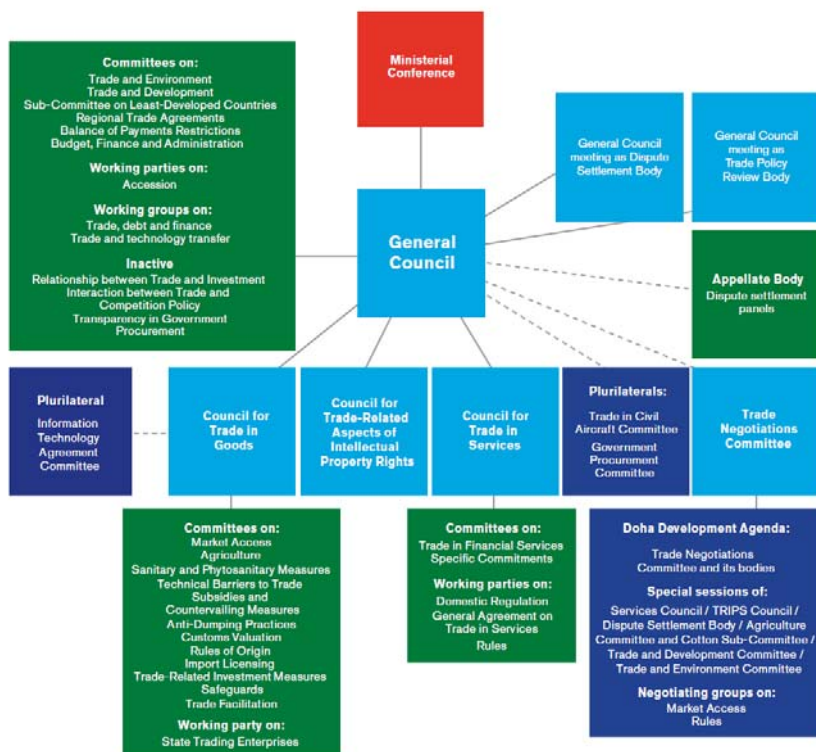 Ministerial
Conference
Committees on:
Trade and Environment
Trade and Development
Sub-Committee on Least-Developed Countries
Regional Trade Agreements
Balance of Payments Restrictions
Budget, Finance and Administration
Working parties on:
Accession
Working groups on:
Trade, debt and finance
Trade and technology transfer
Inactive
Relationship between Trade and Investment
Interaction between Trade and
Competition Policy
Transparency in Government
Procurement
General
Council
General Council
meeting as Dispute
Settlement Body
General Council
meeting as
Trade Policy
Review Body
Appellate Body
Dispute settlement
panels
Plurilateral
Information
Technology
Agreement
Committee
Council for
Trade in
Goods
Council for
Trade-Related
Aspects of
Intellectual
Property Rights
Council for
Trade in
Services
Plurilaterals:
Trade in Civil
Aircraft Committee
Government
Procurement
Committee
Trade
Negotiations
Committee
Committees on:
Market Access
Agriculture
Sanitary and Phytosanitary Measures
Technical Barriers to Trade
Subsidies and
Countervailing Measures
Anti-Dumping Practices
Customs Valuation
Rules of Origin
Import Licensing
Trade-Related Investment Measures
Safeguards
Trade Facilitation
Working party on:
State Trading Enterprises
Committees on:
Trade in Financial Services
Specific Commitments
Working parties on:
Domestic Regulation
General Agreement on
Trade in Services
Rules
Doha Development Agenda:
Trade Negotiations
Committee and its bodies
Special sessions of:
Services Council / TRIPS Council /
Dispute Settlement Body / Agriculture
Committee and Cotton Sub-Committee /
Trade and Development Committee /
Trade and Environment Committee
Negotiating groups on:
Market Access
Rules